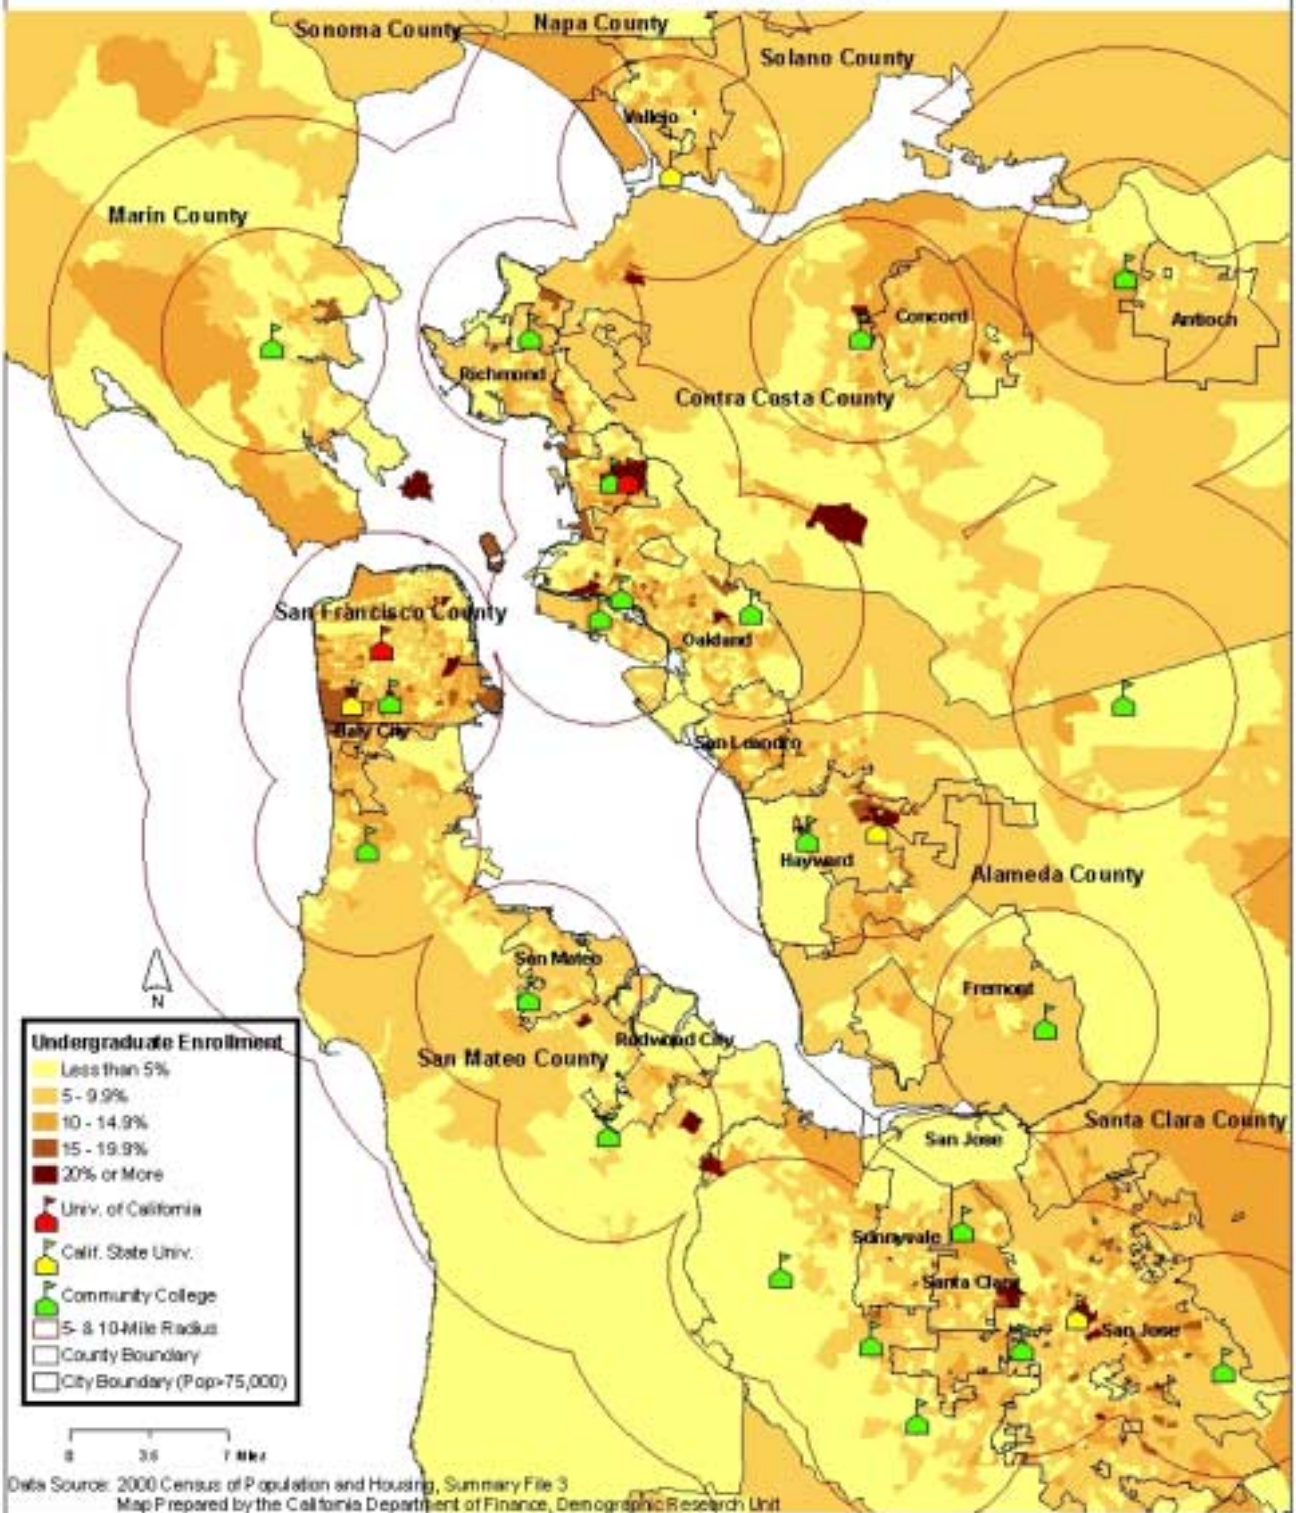 Sonoma County
Napa County
Solano County
Vallejo
Marin County
Concord
Antioch
Richmond
Contra Costa County
San Francisco County
Oakland
Daly City
San Leandro
Hayward
Alameda County
San Mateo
Fremont
N
Redwood City
San Mateo County
Santa Clara County
San Jose
Sunnyvale
Santa Clara
San Jose
Undergraduate Enrollment
Less than 5%
5 - 9.9%
10 - 14.9%
15 - 19.9%
20% or More
Univ. of California
Calif. State Univ.
Community College
5- & 10-Mile Radius
County Boundary
City Boundary (Pop>75,000)
0 3.5 7 Miles
Data Source: 2000 Census of Population and Housing, Summary File 3
Map Prepared by the California Department of Finance, Demographic Research Unit